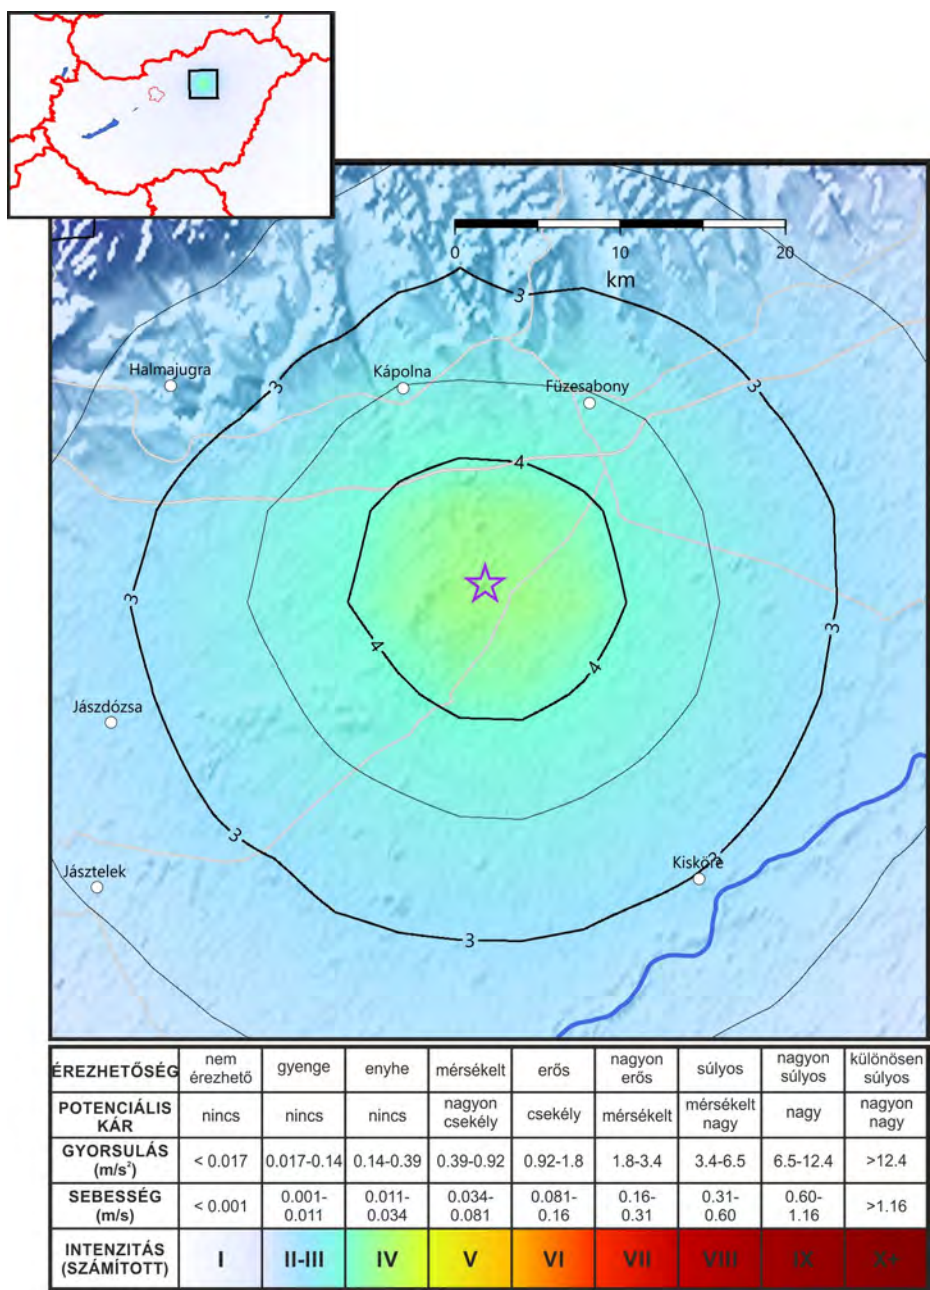 0
10
20
km
3
Halmajugra
Kápolna
Füzesabony
3
3
4
3
4
4
3
Jászdózsa
3
Kisköre
3
Jásztelek
3
ÉREZHETŐSÉG nem érezhető gyenge enyhe mérsékelt erős nagyon erős súlyos nagyon súlyos különösen súlyos
POTENCIÁLIS KÁR nincs nincs nincs nagyon csekély csekély mérsékelt mérsékelt nagy nagy nagyon nagy
GYORSULÁS (m/s²) < 0.017 0.017-0.14 0.14-0.39 0.39-0.92 0.92-1.8 1.8-3.4 3.4-6.5 6.5-12.4 >12.4
SEBESSÉG (m/s) < 0.001 0.001-0.011 0.011-0.034 0.034-0.081 0.081-0.16 0.16-0.31 0.31-0.60 0.60-1.16 >1.16
INTENZITÁS (SZÁMÍTOTT) I II-III IV V VI VII VIII IX X+